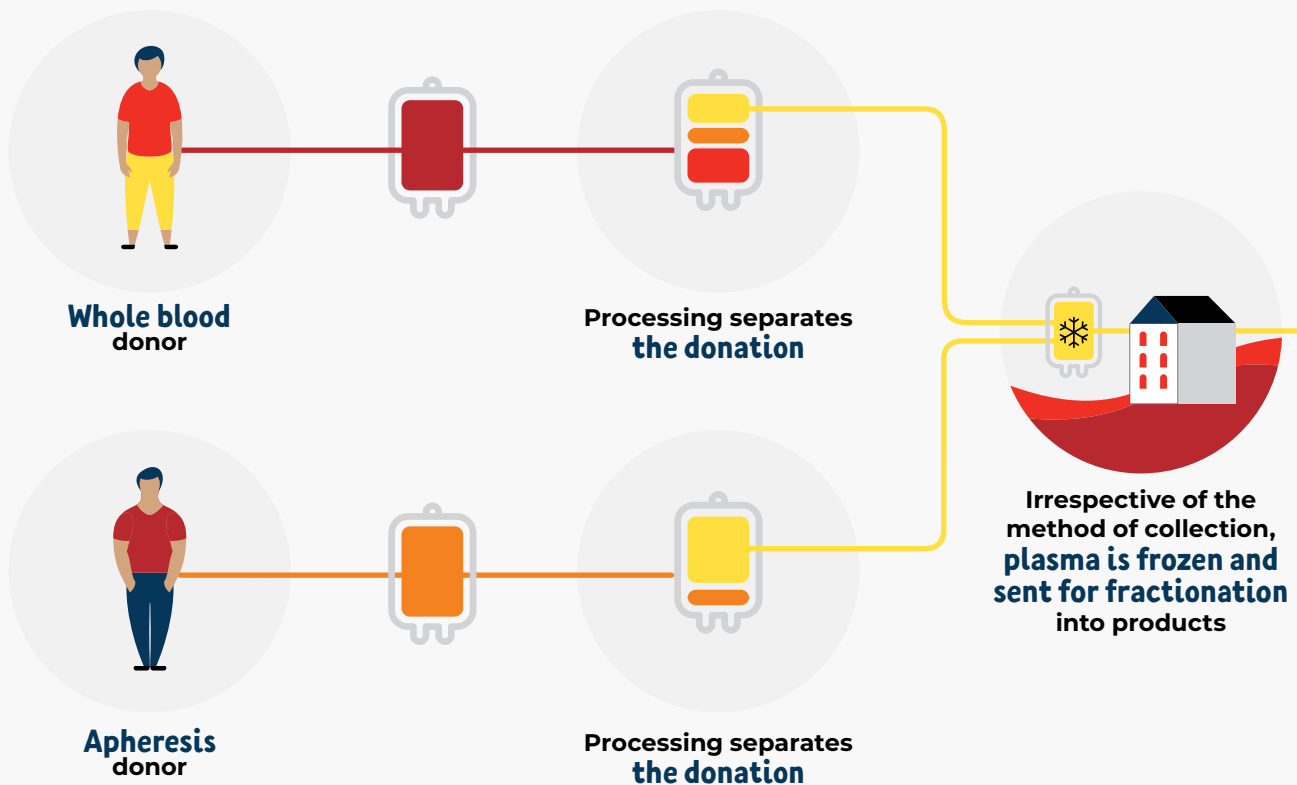 Whole blood
donor
Processing separates
the donation
Irrespective of the
method of collection,
plasma is frozen and
sent for fractionation
into products
Apheresis
donor
Processing separates
the donation